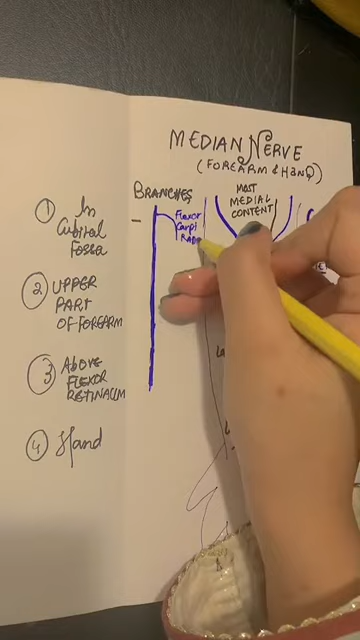 MEDIAN NERVE
(FOREARM & HAND)
BRANCHES
MOST
MEDIAL
CONTENT
① In
Cubital
Fossa
Flexor
Carpi
RADI
② UPPER
PART
OF FOREARM
③ ABOVE
FLEXOR
RETINACULUM
④ Hand